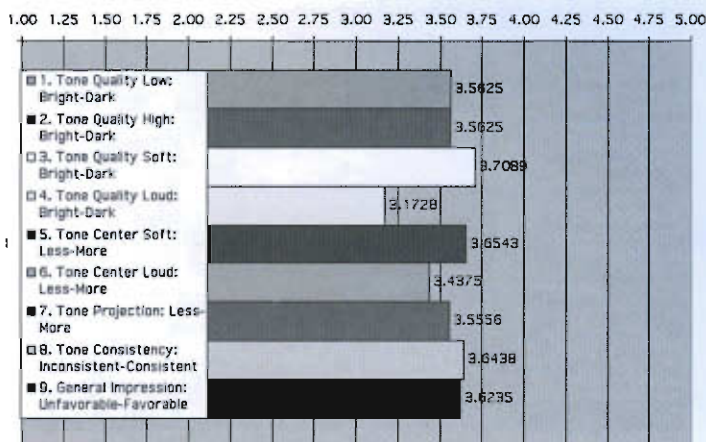 1.00 1.25 1.50 1.75 2.00 2.25 2.50 2.75 3.00 3.25 3.50 3.75 4.00 4.25 4.50 4.75 5.00
1. Tone Quality Low:
Bright-Dark
3.5625
2. Tone Quality High:
Bright-Dark
3.5625
3. Tone Quality Soft:
Bright-Dark
3.7089
4. Tone Quality Loud:
Bright-Dark
3.1728
5. Tone Center Soft:
Less-More
3.6543
6. Tone Center Loud:
Less-More
3.4375
7. Tone Projection: Less-
More
3.5556
8. Tone Consistency:
Inconsistent-Consistent
3.6438
9. General Impression:
Unfavorable-Favorable
3.6235